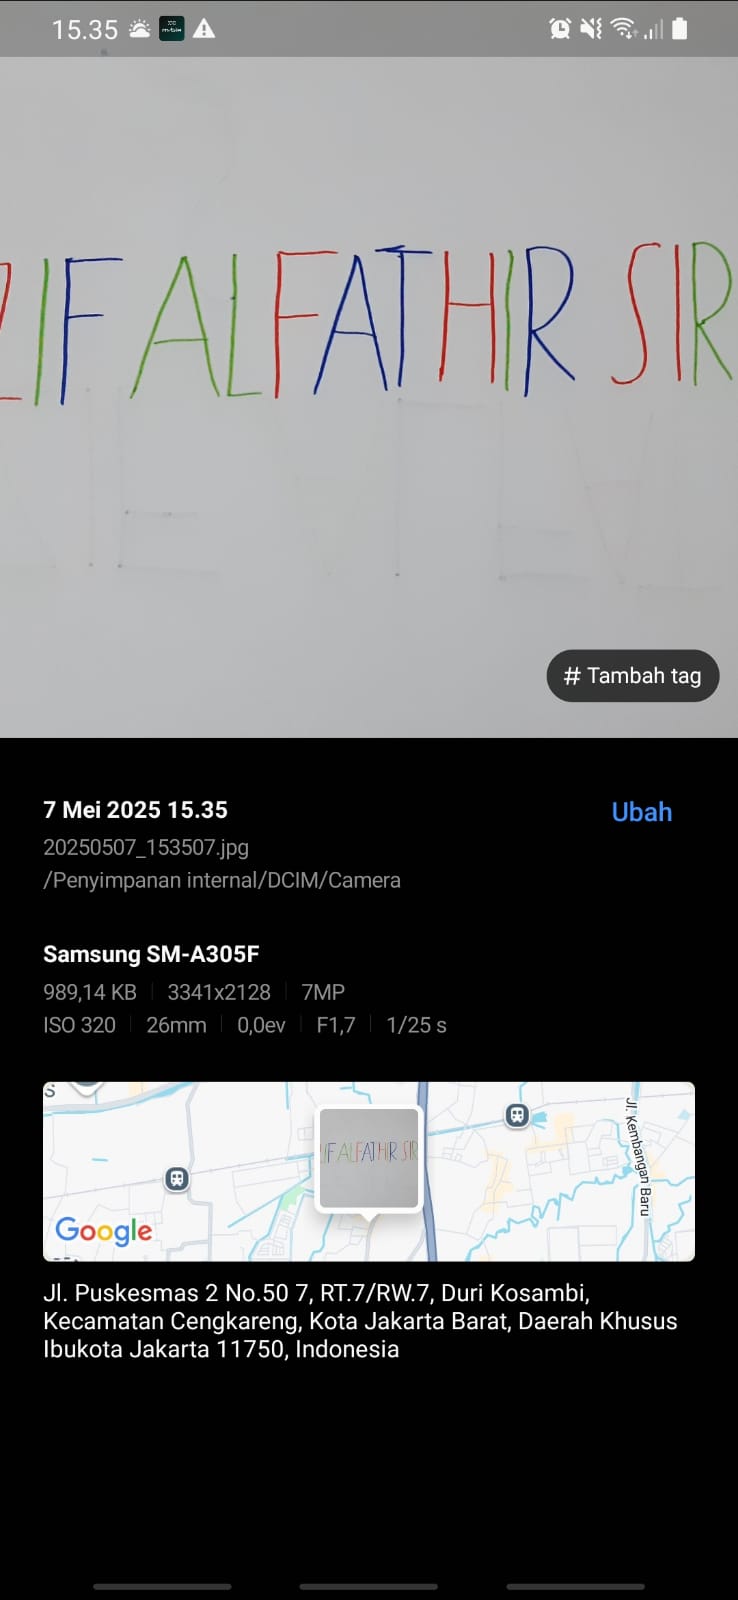 15.35
ZIF ALFATHIR SIR
# Tambah tag
7 Mei 2025 15.35
Ubah
20250507_153507.jpg
/Penyimpanan internal/DCIM/Camera
Samsung SM-A305F
989,14 KB 3341x2128 7MP
ISO 320 26mm 0,0ev F1,7 1/25 s
S
IF ALFATHIR SIR
Jl. Kembangan Baru
Google
Jl. Puskesmas 2 No.50 7, RT.7/RW.7, Duri Kosambi,
Kecamatan Cengkareng, Kota Jakarta Barat, Daerah Khusus
Ibukota Jakarta 11750, Indonesia